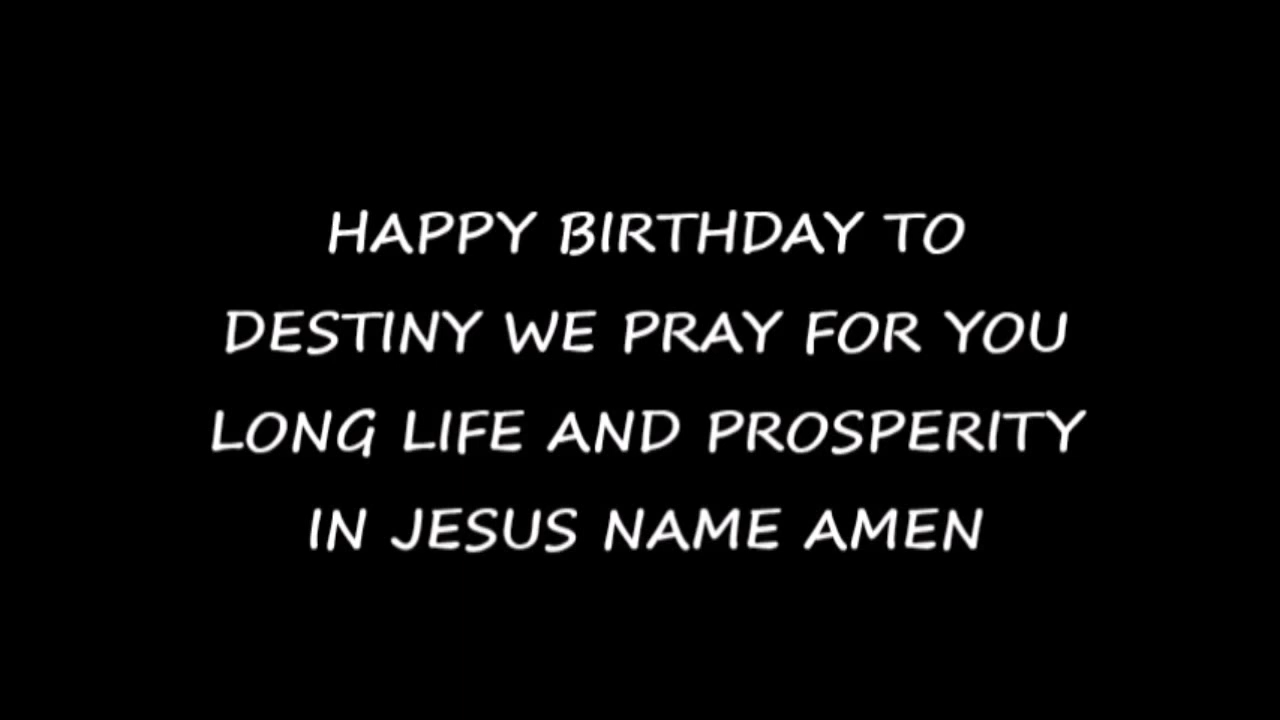 HAPPY BIRTHDAY TO
DESTINY WE PRAY FOR YOU
LONG LIFE AND PROSPERITY
IN JESUS NAME AMEN